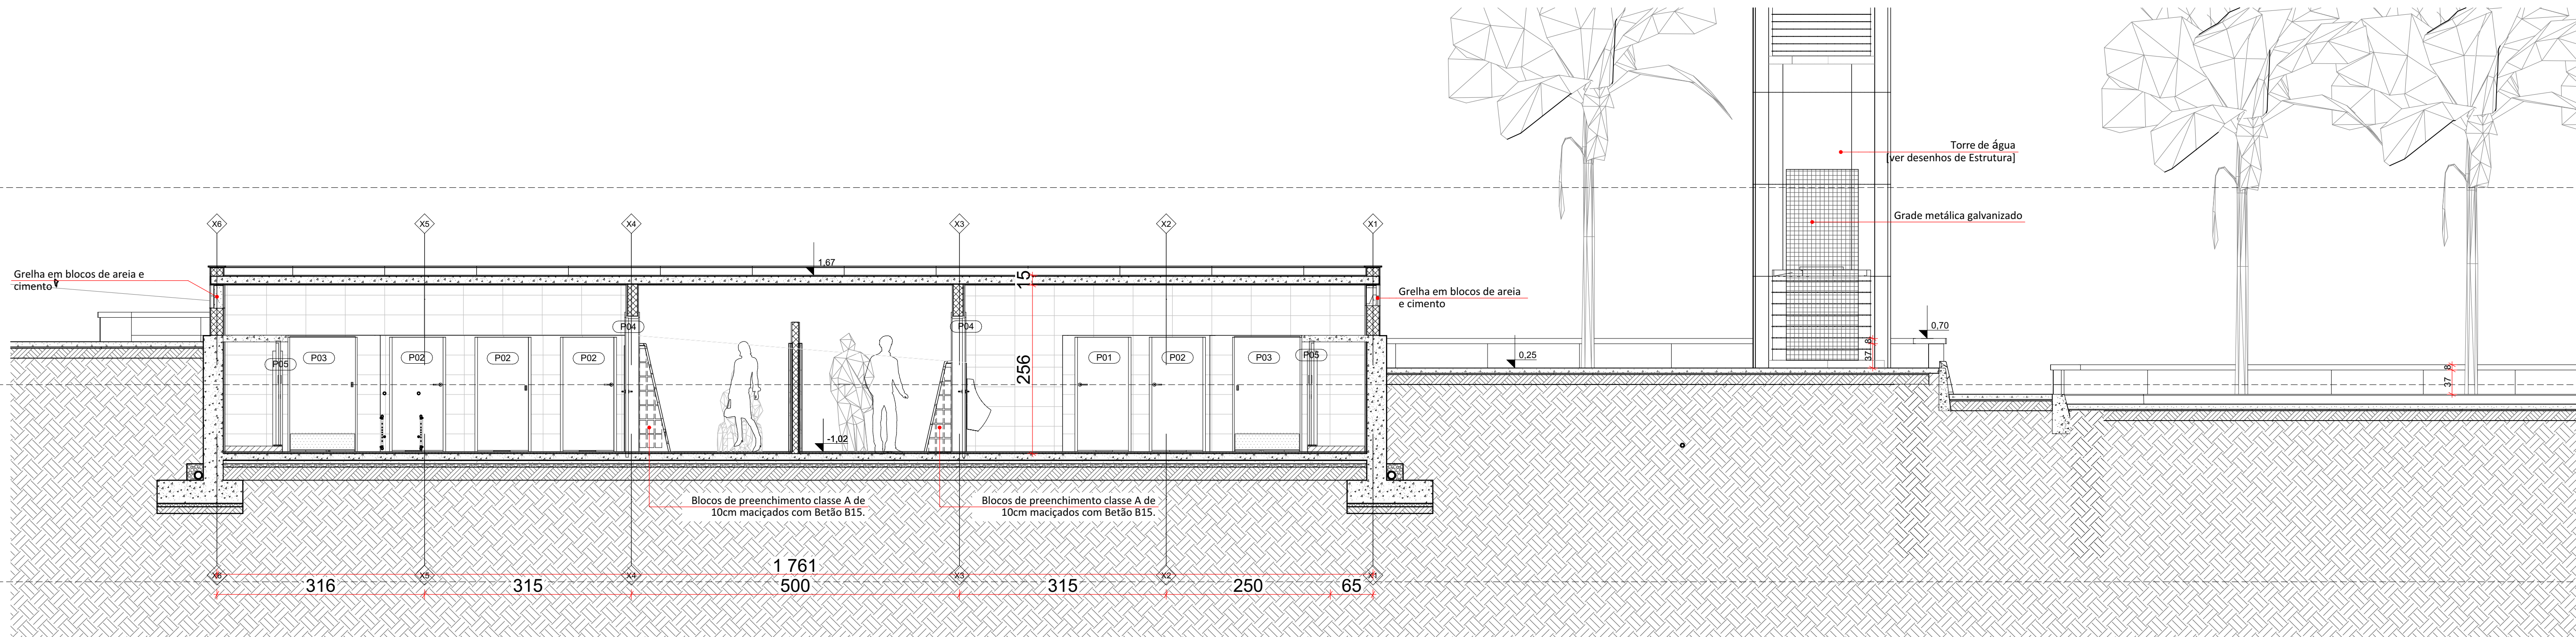 Torre de água
[ver desenhos de Estrutura]
Grade metálica galvanizado
X6
X5
X4
X3
X2
X1
Grelha em blocos de areia e
cimento
1,67
15
Grelha em blocos de areia
e cimento
P04
P04
0,70
0,25
P05
P03
P02
P02
P02
256
P01
P02
P03
P05
37
8
37
8
-1,02
Blocos de preenchimento classe A de
10cm maciçados com Betão B15.
Blocos de preenchimento classe A de
10cm maciçados com Betão B15.
1 761
X6
X5
X4
X3
X2
X1
316
315
500
315
250
65